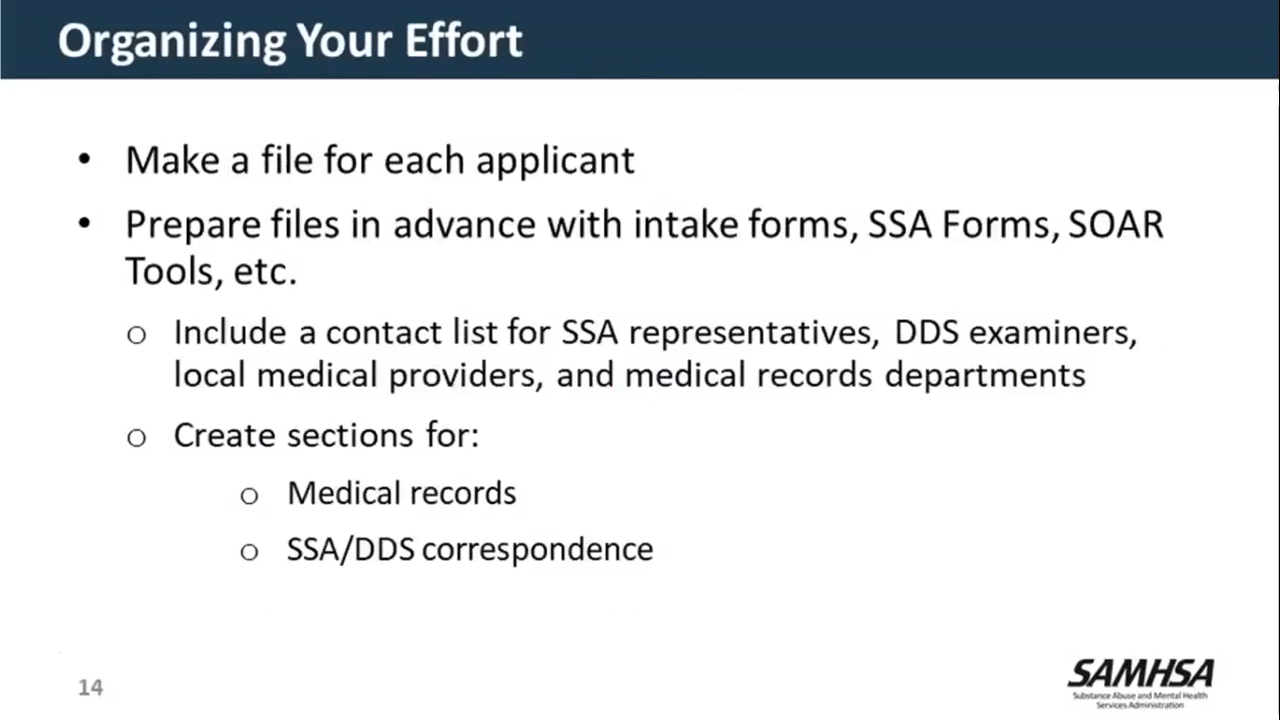 Organizing Your Effort
• Make a file for each applicant
• Prepare files in advance with intake forms, SSA Forms, SOAR
Tools, etc.
o Include a contact list for SSA representatives, DDS examiners,
local medical providers, and medical records departments
o Create sections for:
o Medical records
o SSA/DDS correspondence
14
SAMHSA
Substance Abuse and Mental Health
Services Administration